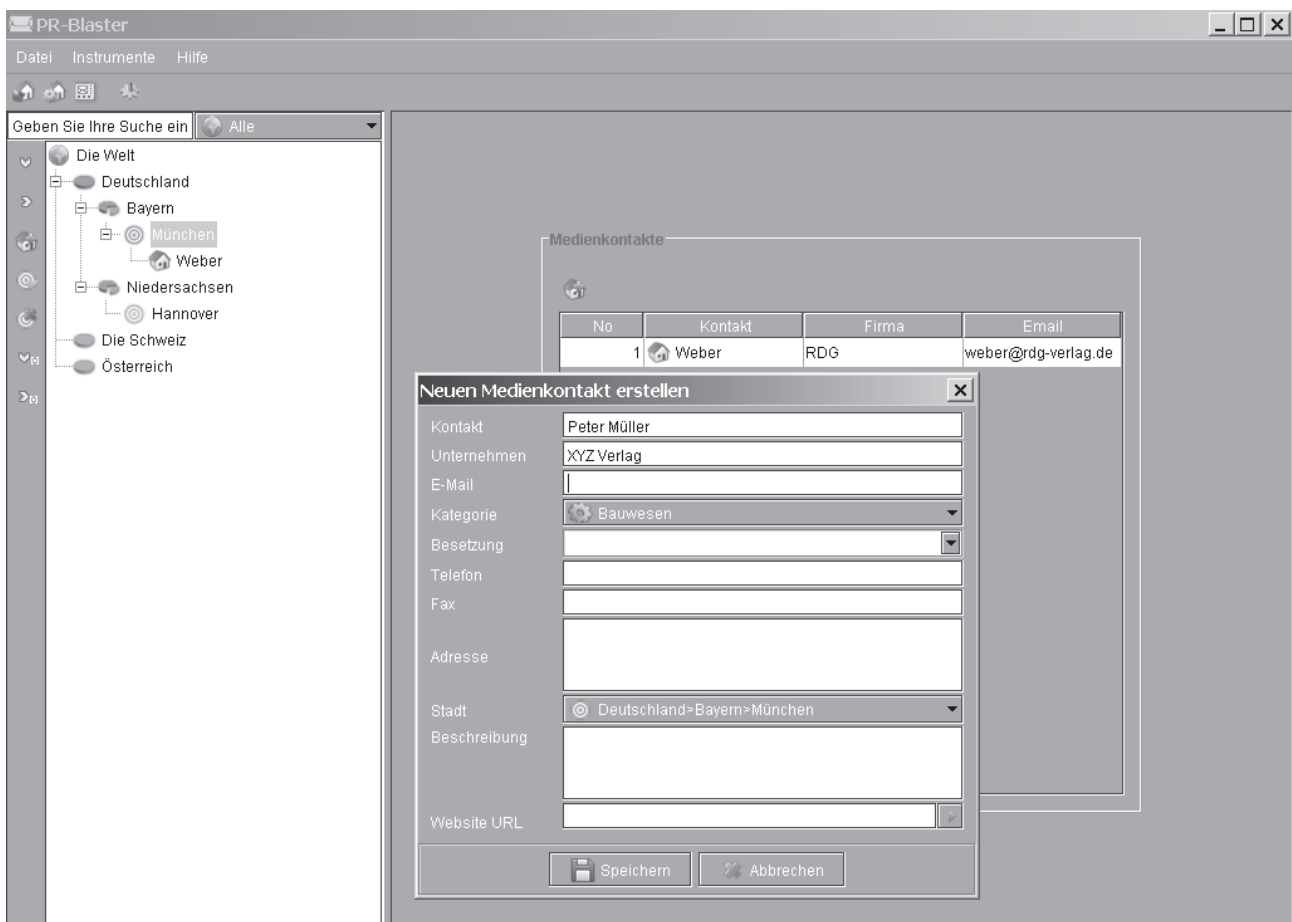 PR-Blaster
Datei Instrumente Hilfe
Geben Sie Ihre Suche ein Alle
Die Welt
Deutschland
Bayern
München
Weber
Niedersachsen
Hannover
Die Schweiz
Österreich
Medienkontakte
No Kontakt Firma Email
1 Weber RDG weber@rdg-verlag.de
Neuen Medienkontakt erstellen
Kontakt Peter Müller
Unternehmen XYZ Verlag
E-Mail
Kategorie Bauwesen
Besetzung
Telefon
Fax
Adresse
Stadt Deutschland>Bayern>München
Beschreibung
Website URL
Speichern Abbrechen